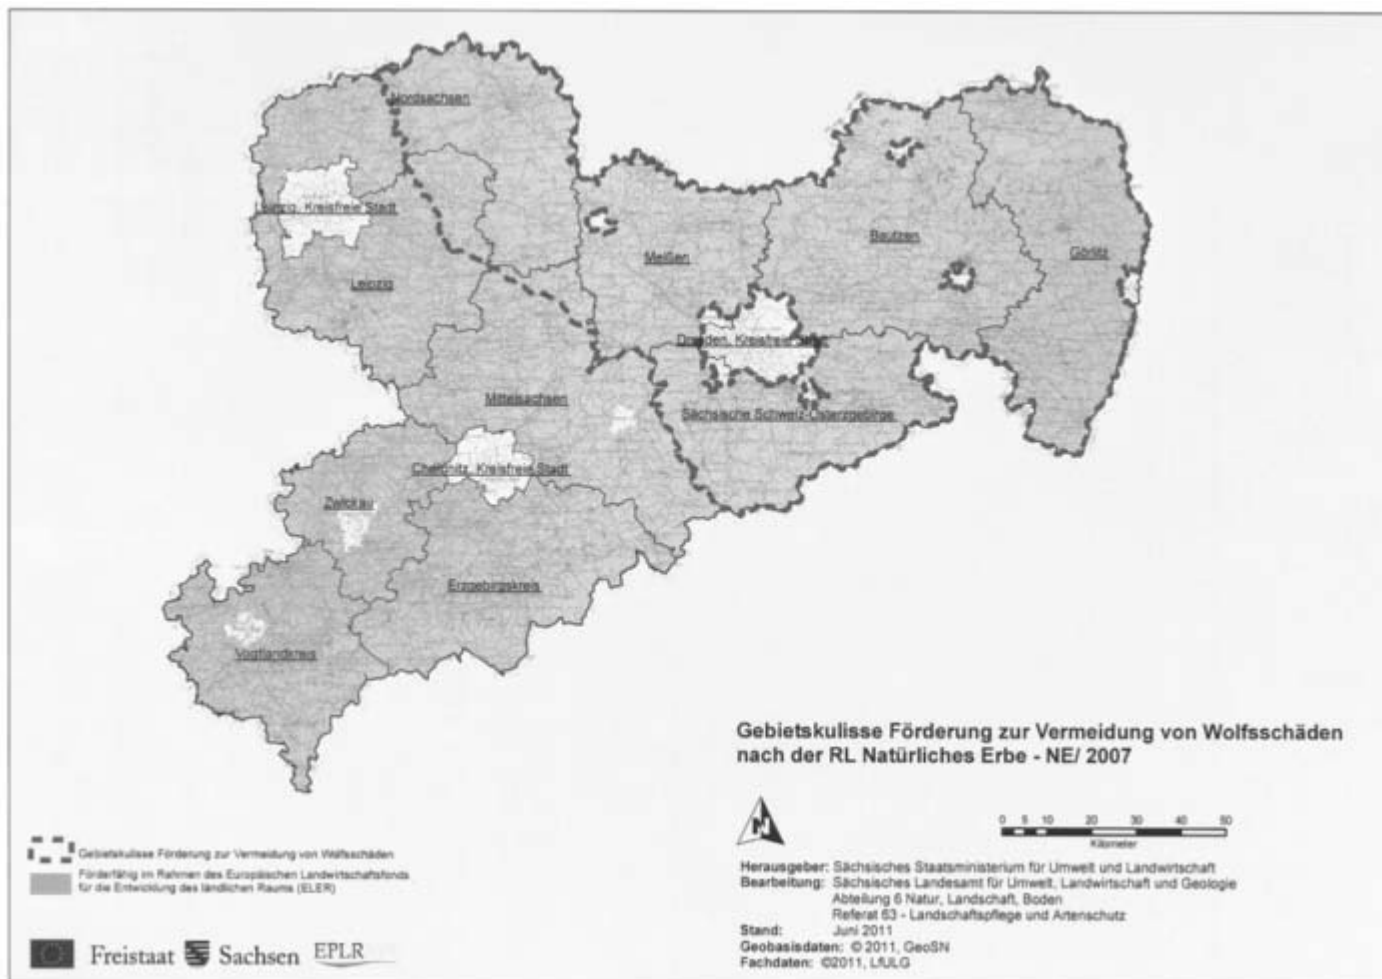 Nordsachsen
Leipzig, Kreisfreie Stadt
Bautzen
Meißen
Görlitz
Leipzig
Dresden, Kreisfreie Stadt
Mittelsachsen
Sächsische Schweiz-Osterzgebirge
Chemnitz, Kreisfreie Stadt
Zwickau
Erzgebirgskreis
Vogtlandkreis
Gebietskulisse Förderung zur Vermeidung von Wolfsschäden
nach der RL Natürliches Erbe - NE/ 2007
N
0 5 10 20 30 40 50
Kilometer
Gebietskulisse Förderung zur Vermeidung von Wolfsschäden
Förderfähig im Rahmen des Europäischen Landwirtschaftsfonds
für die Entwicklung des ländlichen Raums (ELER)
Herausgeber: Sächsisches Staatsministerium für Umwelt und Landwirtschaft
Bearbeitung: Sächsisches Landesamt für Umwelt, Landwirtschaft und Geologie
Abteilung 6 Natur, Landschaft, Boden
Referat 63 - Landschaftspflege und Artenschutz
Stand: Juni 2011
Geobasisdaten: © 2011, GeoSN
Fachdaten: ©2011, LfULG
Freistaat Sachsen EPLR